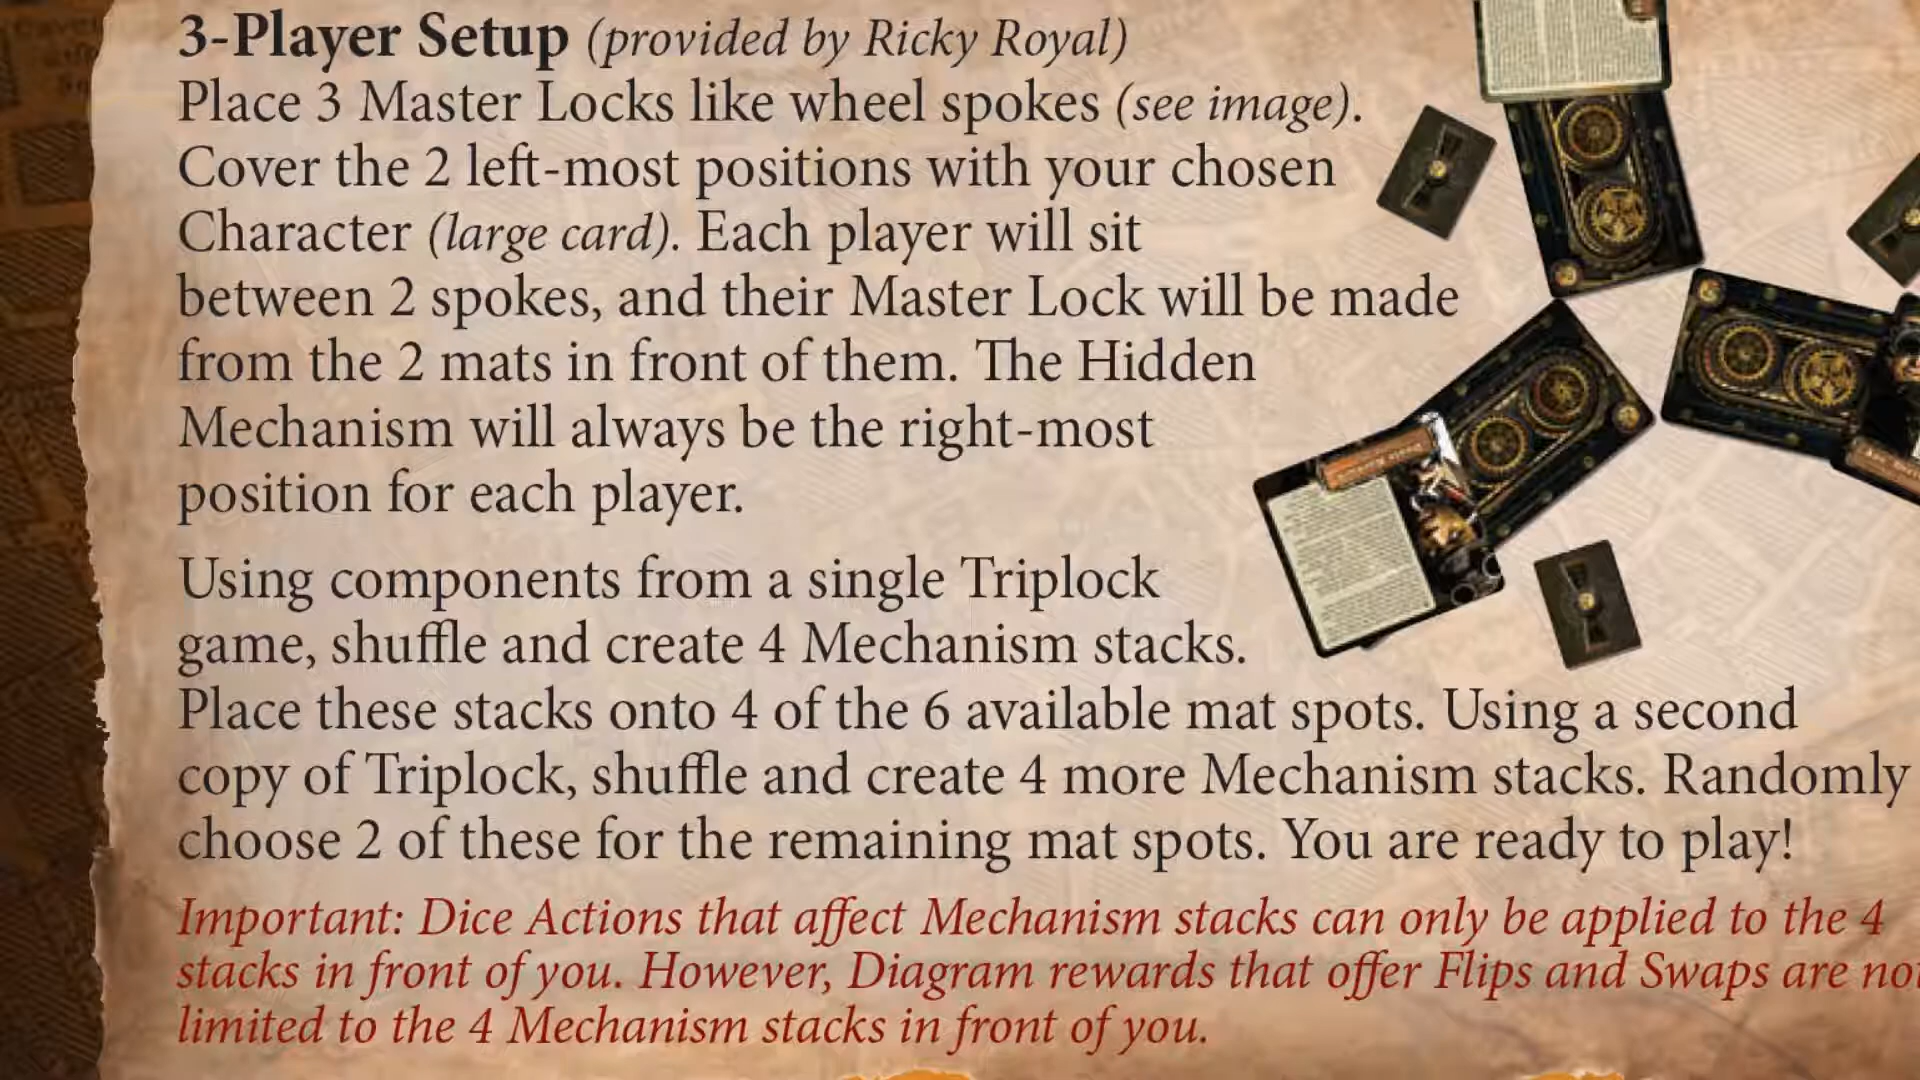 3-Player Setup (provided by Ricky Royal)
Place 3 Master Locks like wheel spokes (see image).
Cover the 2 left-most positions with your chosen
Character (large card). Each player will sit
between 2 spokes, and their Master Lock will be made
from the 2 mats in front of them. The Hidden
Mechanism will always be the right-most
position for each player.
Using components from a single Triplock
game, shuffle and create 4 Mechanism stacks.
Place these stacks onto 4 of the 6 available mat spots. Using a second
copy of Triplock, shuffle and create 4 more Mechanism stacks. Randomly
choose 2 of these for the remaining mat spots. You are ready to play!
Important: Dice Actions that affect Mechanism stacks can only be applied to the 4
stacks in front of you. However, Diagram rewards that offer Flips and Swaps are not
limited to the 4 Mechanism stacks in front of you.